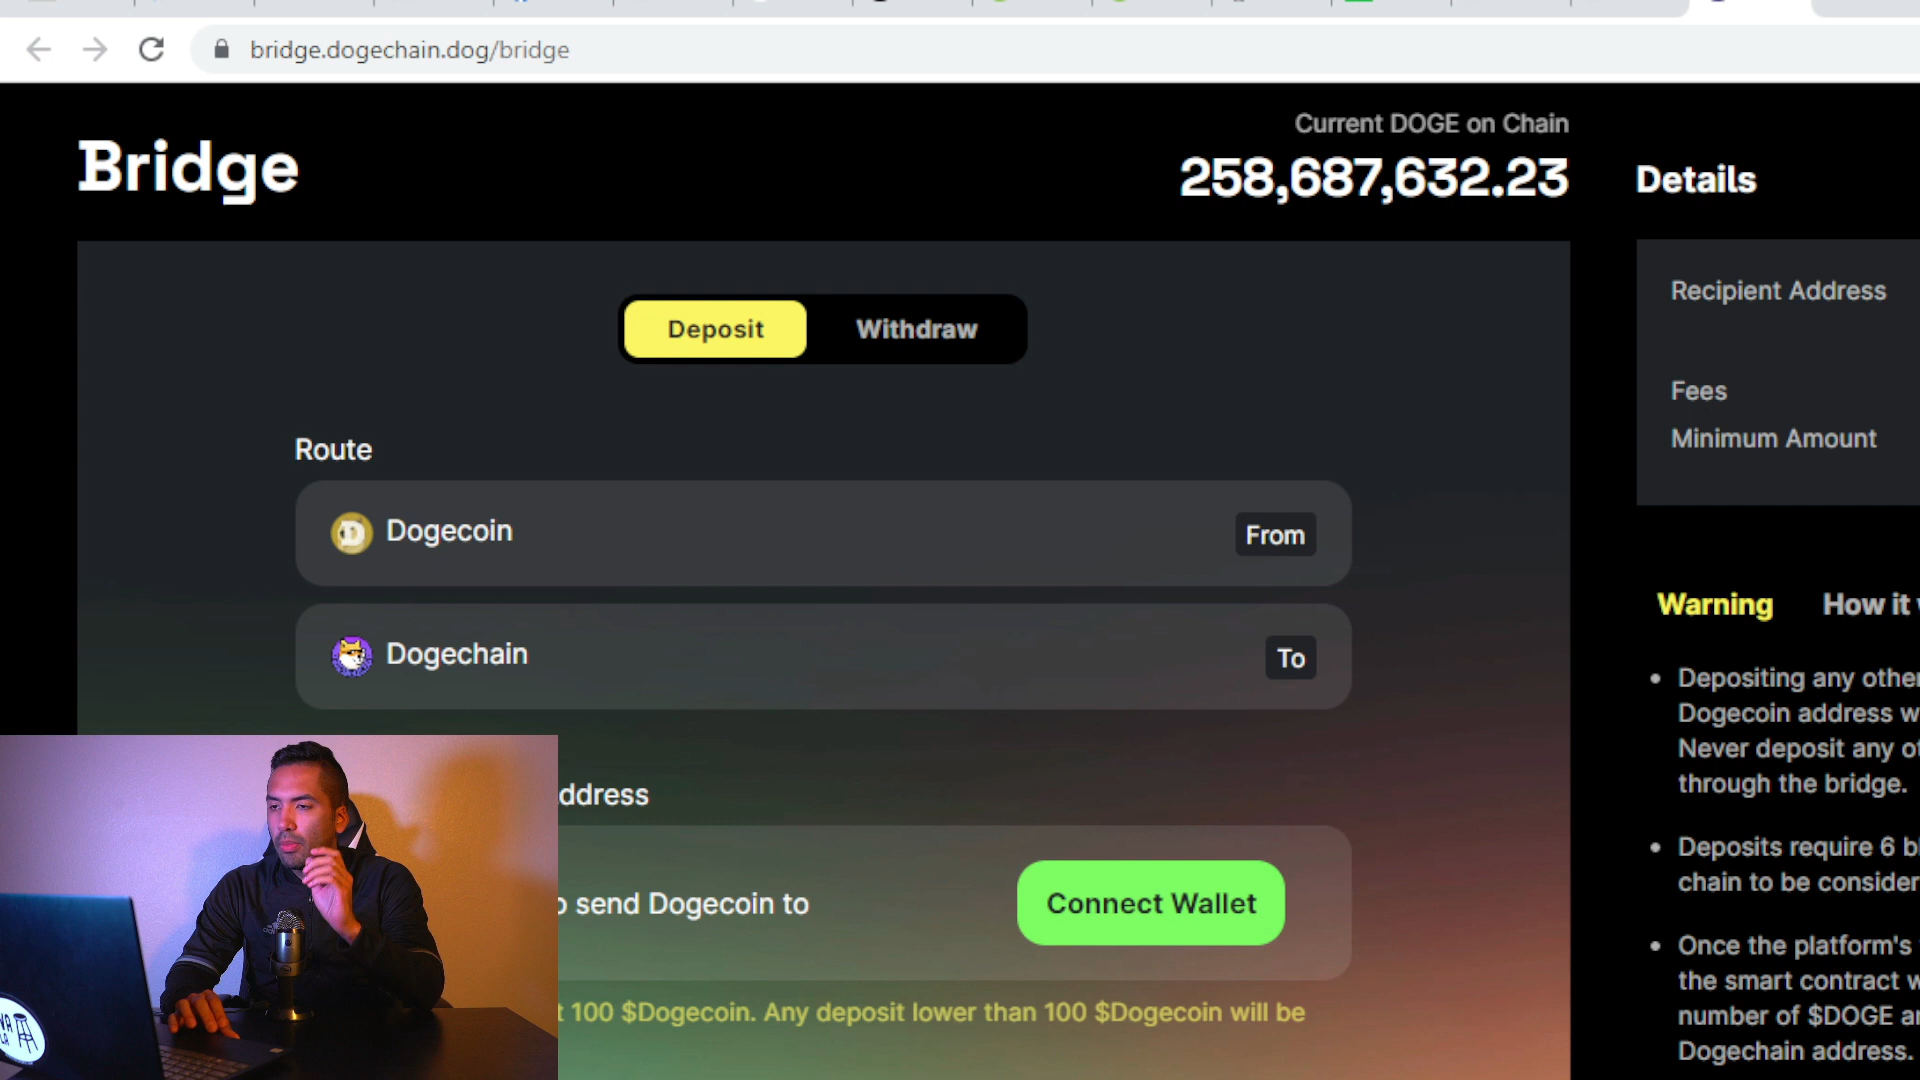 bridge.dogechain.dog/bridge
Bridge
Current DOGE on Chain
258,687,632.23
Details
Deposit
Withdraw
Recipient Address
Fees
Minimum Amount
Route
Dogecoin
From
Dogechain
To
Warning
How it
Depositing any other
Dogecoin address
Never deposit any
through the bridge.
Deposits require 6
chain to be
Once the platform's
the smart contract
number of $DOGE
Dogechain address.
ddress
send Dogecoin to
Connect Wallet
100 $Dogecoin. Any deposit lower than 100 $Dogecoin will be